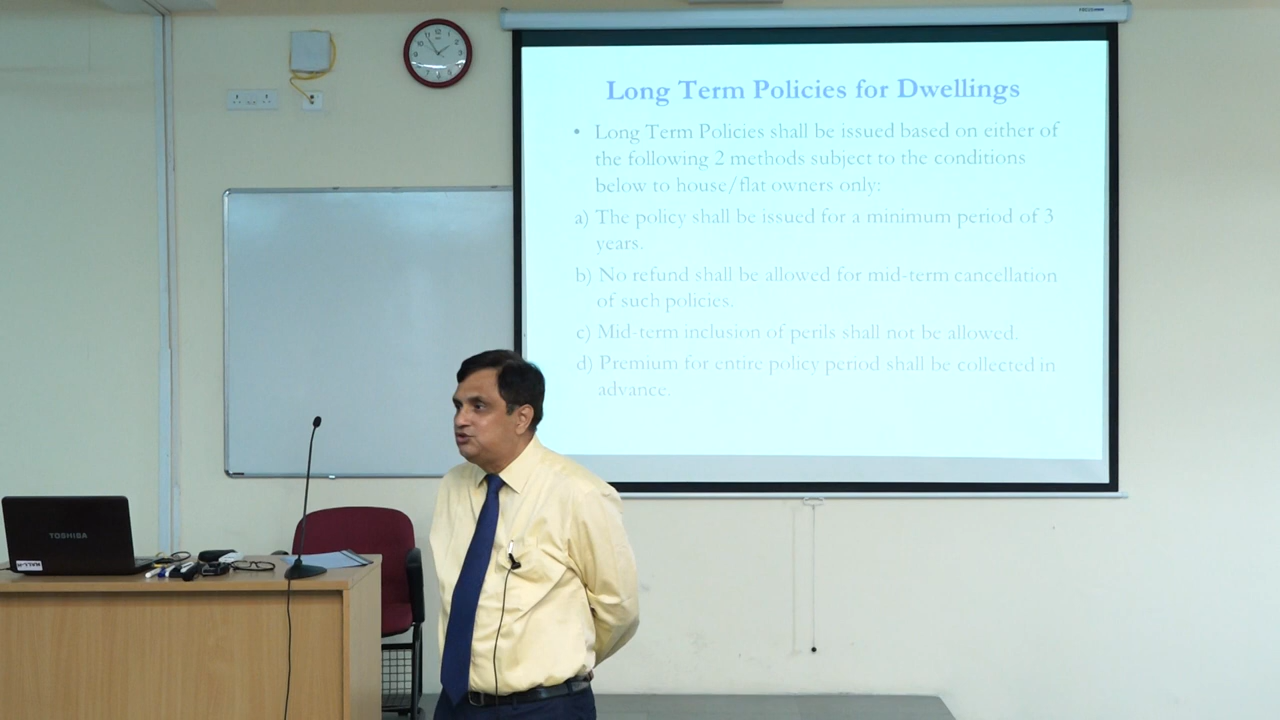 Long Term Policies for Dwellings
• Long Term Policies shall be issued based on either of
the following 2 methods subject to the conditions
below to house/flat owners only:
a) The policy shall be issued for a minimum period of 3
years.
b) No refund shall be allowed for mid-term cancellation
of such policies.
c) Mid-term inclusion of perils shall not be allowed.
d) Premium for entire policy period shall be collected in
advance.
TOSHIBA